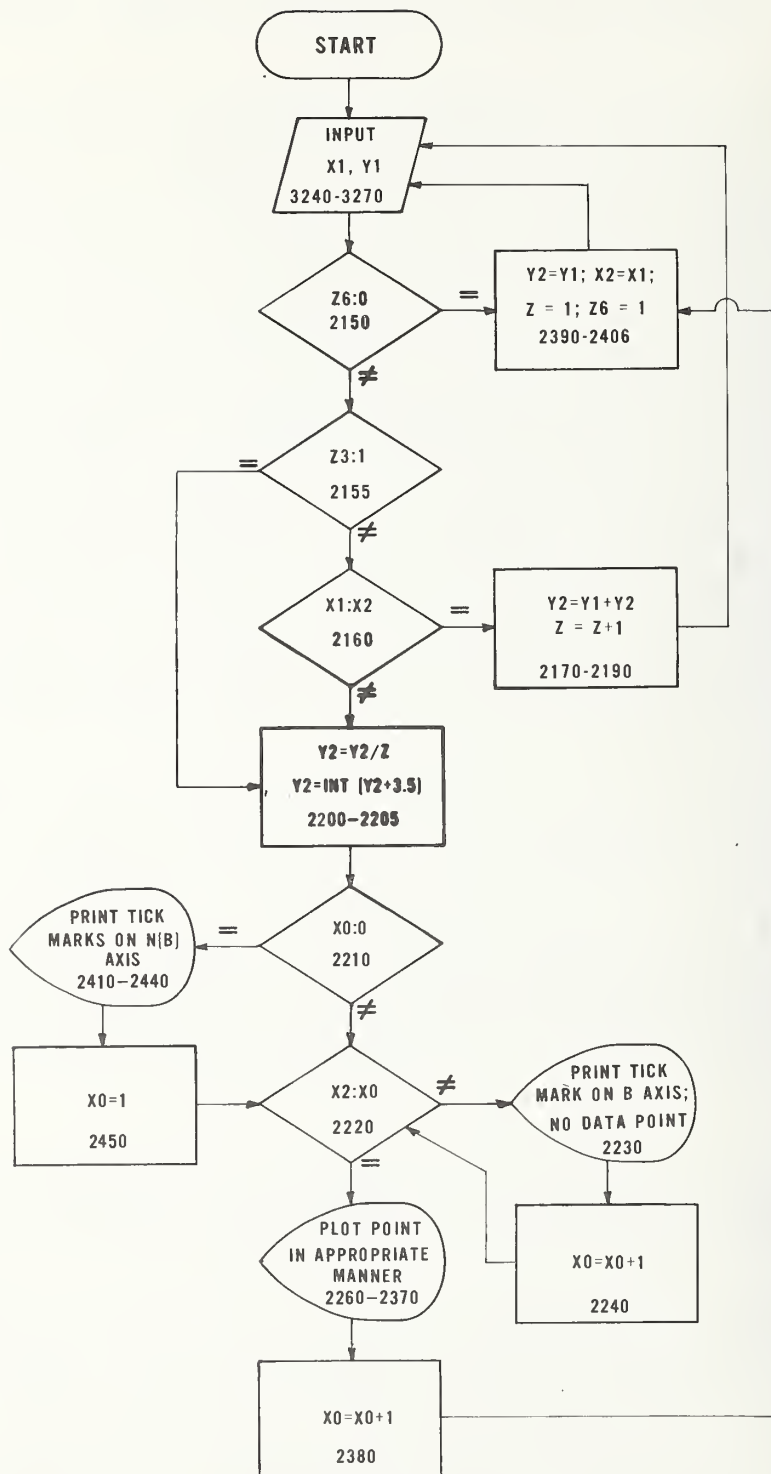 START
INPUT
X1, Y1
3240-3270
Z6:0
2150
=
≠
Y2=Y1; X2=X1;
Z = 1; Z6 = 1
2390-2406
Z3:1
2155
=
≠
X1:X2
2160
=
≠
Y2=Y1+Y2
Z = Z+1
2170-2190
Y2=Y2/Z
Y2=INT (Y2+3.5)
2200-2205
X0:0
2210
=
≠
PRINT TICK
MARKS ON N(B)
AXIS
2410-2440
X0=1
2450
X2:X0
2220
≠
=
PRINT TICK
MARK ON B AXIS;
NO DATA POINT
2230
X0=X0+1
2240
PLOT POINT
IN APPROPRIATE
MANNER
2260-2370
X0=X0+1
2380